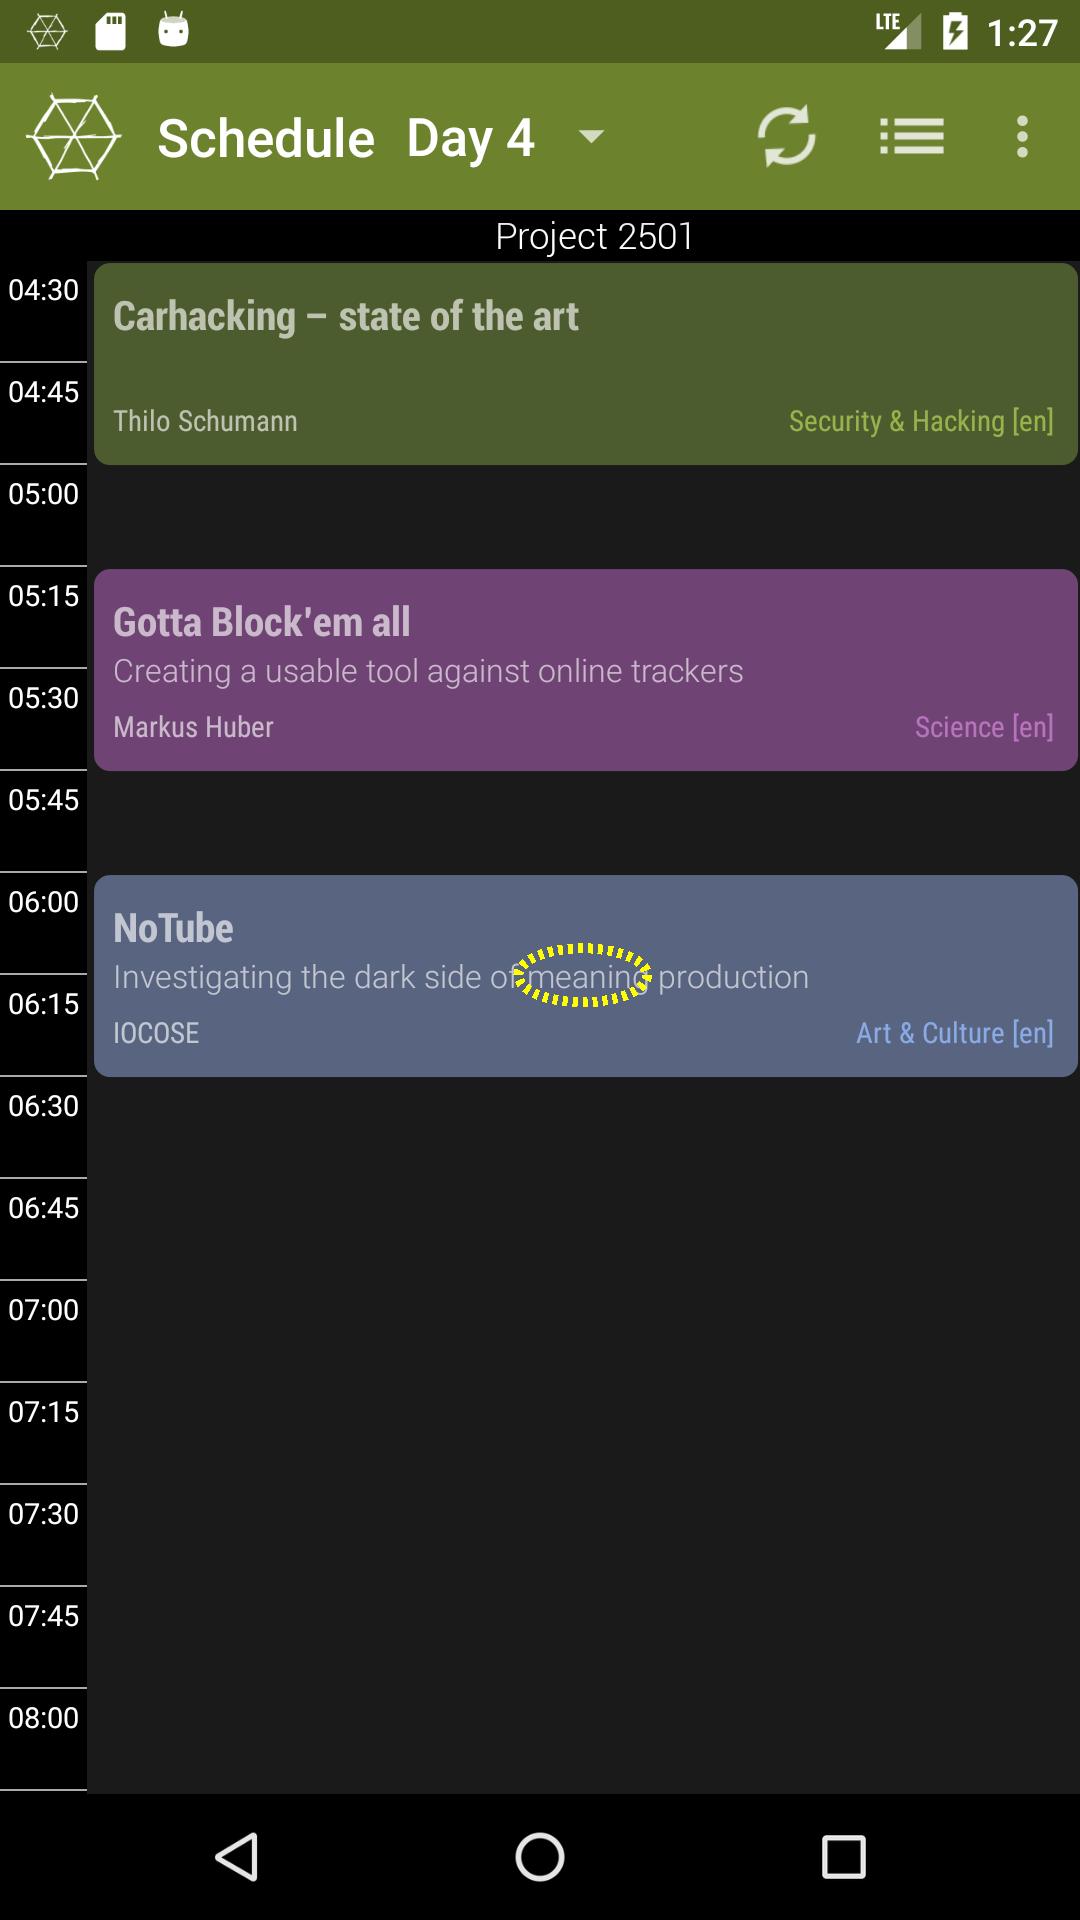 LTE 1:27
Schedule Day 4
Project 2501
04:30
Carhacking – state of the art
04:45
Thilo Schumann Security & Hacking [en]
05:00
05:15
Gotta Block'em all
Creating a usable tool against online trackers
05:30
Markus Huber Science [en]
05:45
06:00
NoTube
Investigating the dark side of meaning production
06:15
IOCOSE Art & Culture [en]
06:30
06:45
07:00
07:15
07:30
07:45
08:00